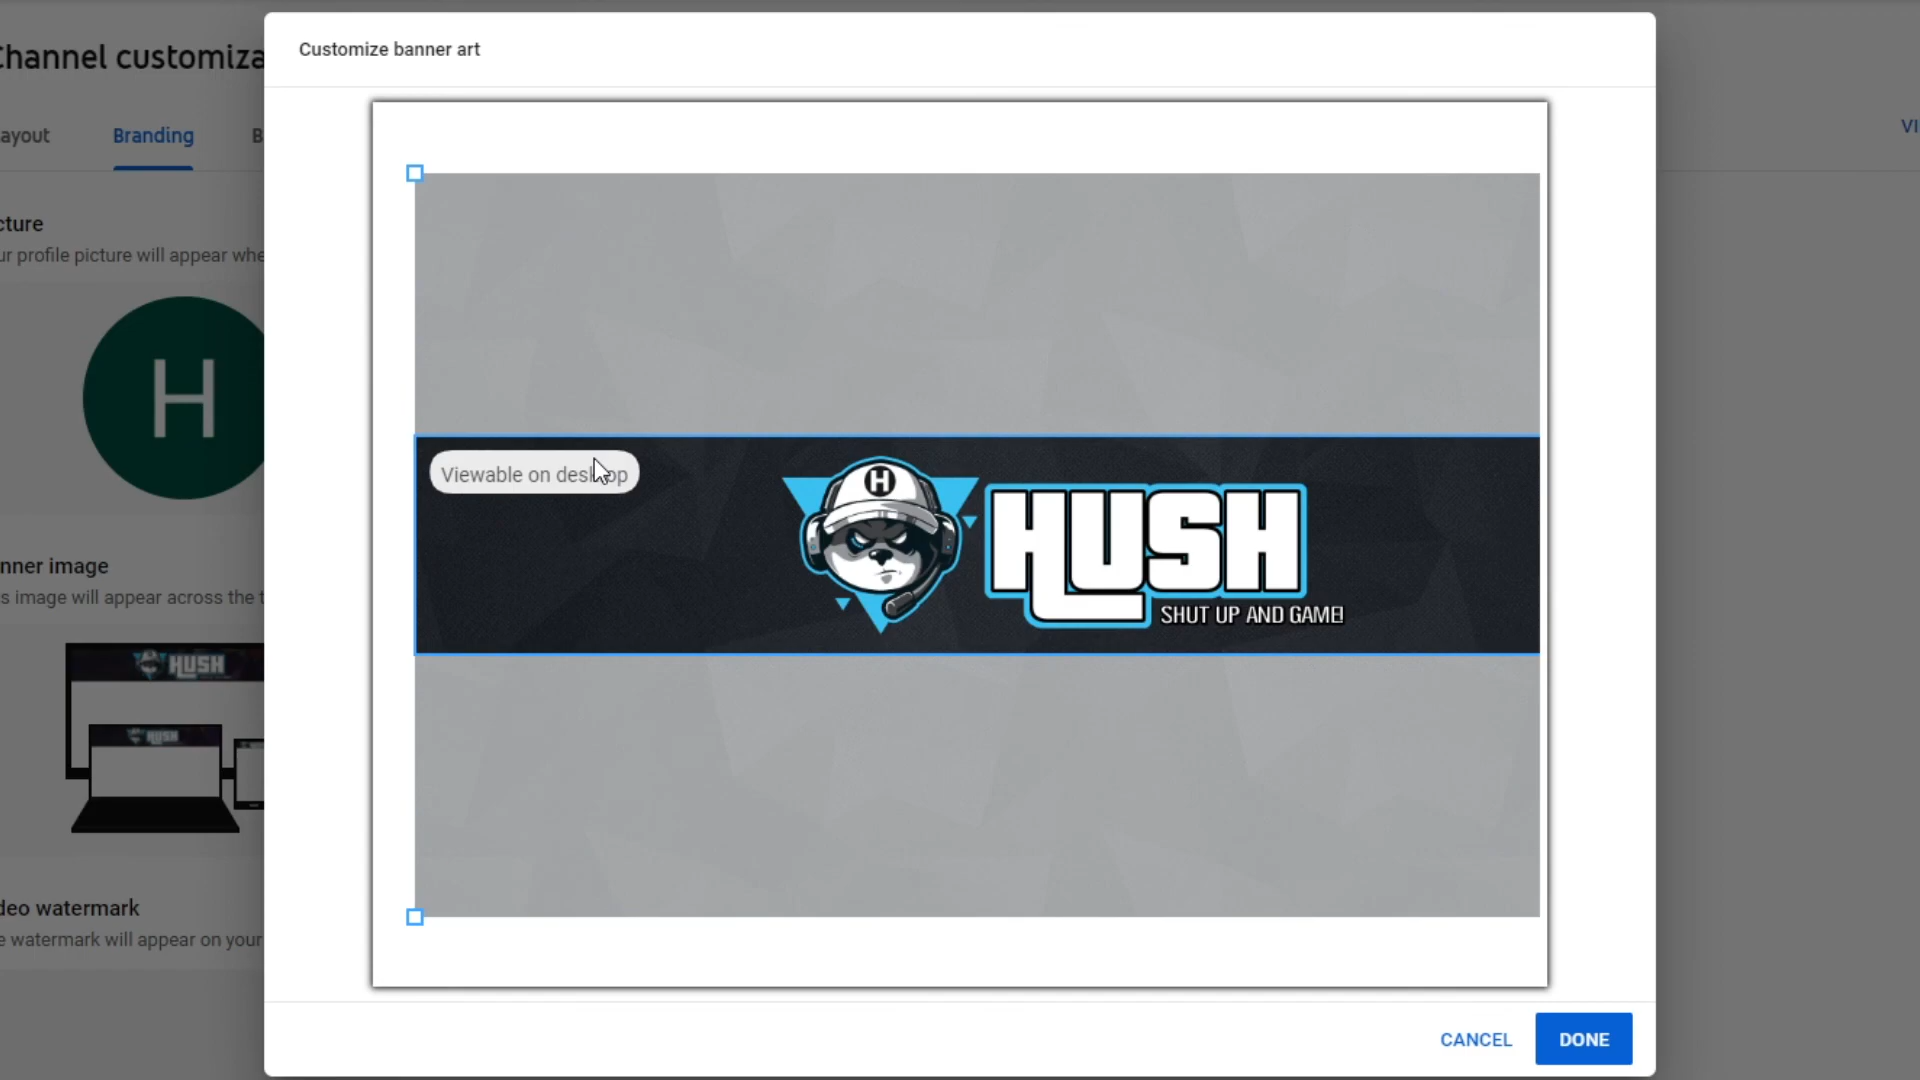 Customize banner art
Channel customiza
ayout
Branding
B
VI
cture
ur profile picture will appear whe
H
Viewable on desktop
H
HUSH
SHUT UP AND GAME!
nner image
s image will appear across the t
HUSH
HUSH
deo watermark
e watermark will appear on your
CANCEL
DONE